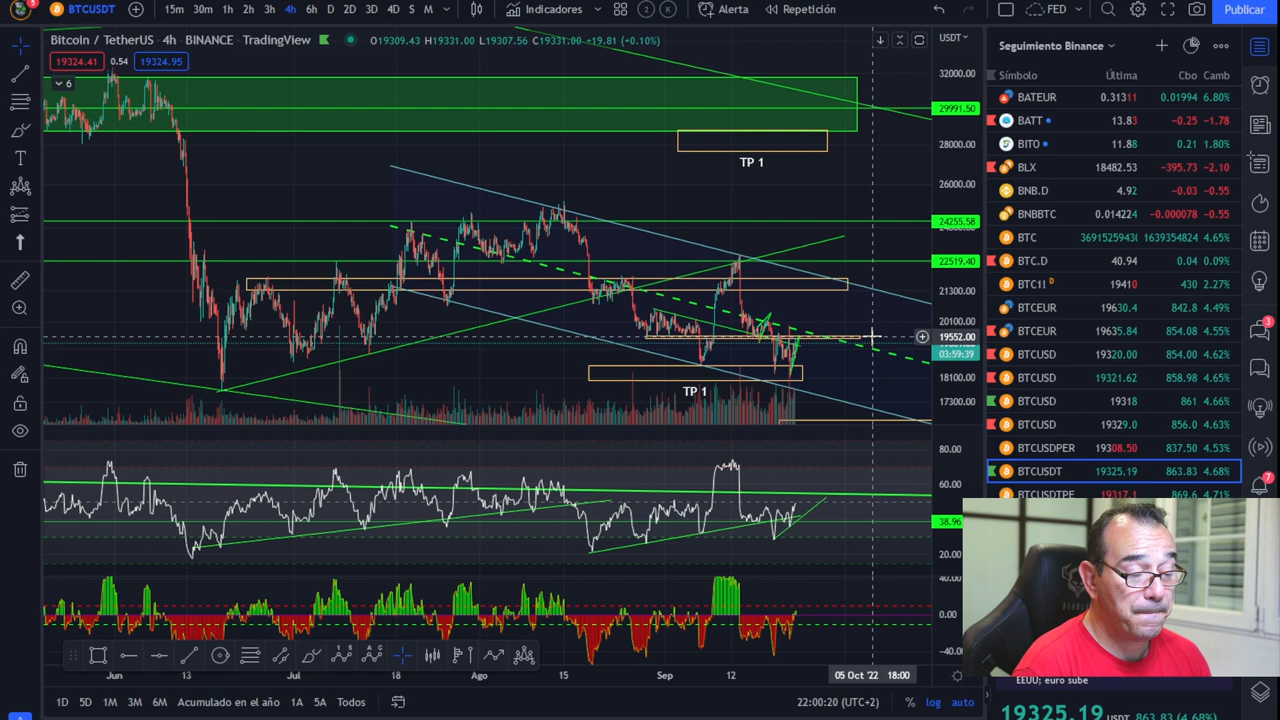 5 BTCUSDT 15m 30m 1h 2h 3h 4h 6h D 2D 3D 4D S M Indicadores 2 K Alerta Repetición FED Publicar
Bitcoin / TetherUS · 4h · BINANCE · TradingView O19309.43 H19331.00 L19307.56 C19331.00 +19.81 (+0.10%) USDT
19324.41 0.54 19324.95
6
Seguimiento Binance
Símbolo Última Cbo Camb
BATEUR 0.31311 0.01994 6.80%
BATT 13.83 -0.25 -1.78
BITO 11.88 0.21 1.80%
BLX 18482.53 -395.73 -2.10
BNB.D 4.92 -0.03 -0.55
BNBBTC 0.014224 -0.000078 -0.55
BTC 3691525943( 1639354824 4.65%
BTC.D 40.94 0.04 0.09%
BTC1! D 19410 430 2.27%
BTCEUR 19630.4 842.8 4.49%
BTCEUR 19635.84 854.08 4.55%
BTCUSD 19320.00 854.00 4.62%
BTCUSD 19321.62 858.98 4.65%
BTCUSD 19318 861 4.66%
BTCUSD 19329.0 856.0 4.63%
BTCUSDPER 19308.50 837.50 4.53%
BTCUSDT 19325.19 863.83 4.68%
BTCUSDTPE 19317.1 869.6 4.71%
3
7
32000.00
29991.50
28000.00
26000.00
24255.58
22519.40
21300.00
20100.00
19552.00
03:59:39
18100.00
17300.00
TP 1
TP 1
80.00
60.00
38.96
20.00
40.00
0.00
-40.00
Jun 13 Jul 18 Ago 15 Sep 12 05 Oct '22 18:00
1D 5D 1M 3M 6M Acumulado en el año 1A 5A Todos 22:00:20 (UTC+2) % log auto
EEUU; euro sube
19325.19 USDT 863.83 (4.68%)